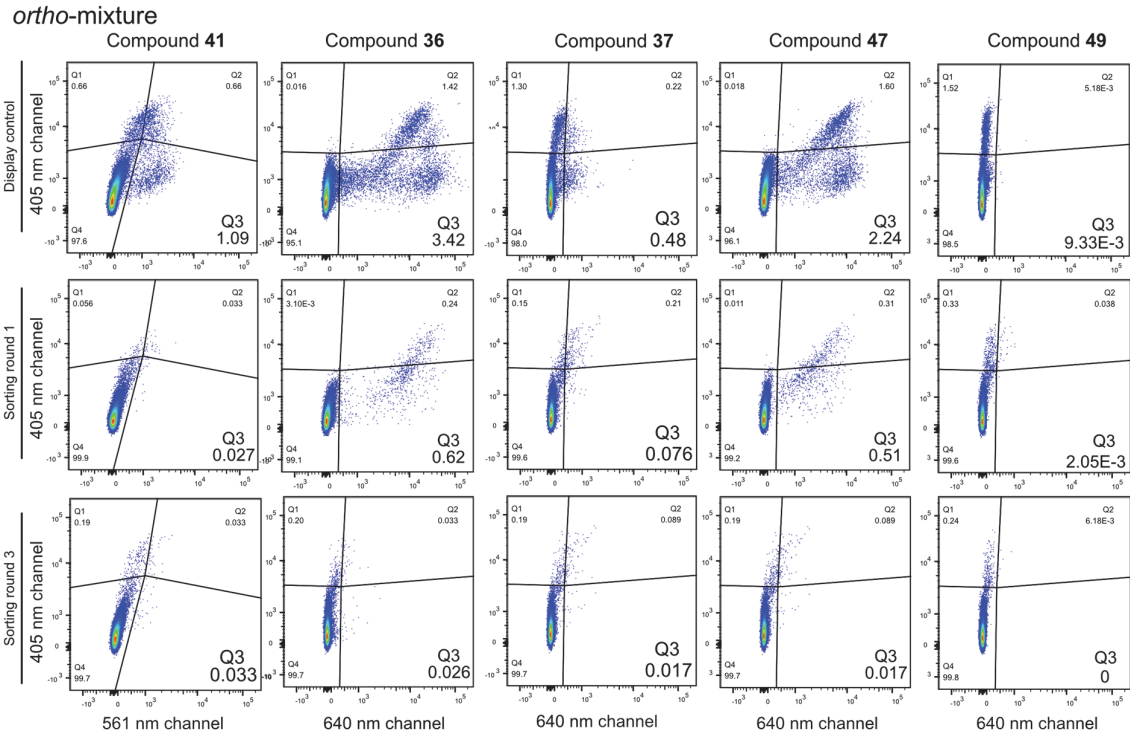 ortho-mixture
Compound 41
Compound 36
Compound 37
Compound 47
Compound 49
Display control
405 nm channel
Q1
0.66
Q2
0.66
Q4
97.6
Q3
1.09
Q1
0.016
Q2
1.42
Q4
95.1
Q3
3.42
Q1
1.30
Q2
0.22
Q4
98.0
Q3
0.48
Q1
0.018
Q2
1.60
Q4
96.1
Q3
2.24
Q1
1.52
Q2
5.18E-3
Q4
98.5
Q3
9.33E-3
Sorting round 1
405 nm channel
Q1
0.056
Q2
0.033
Q4
99.9
Q3
0.027
Q1
3.10E-3
Q2
0.24
Q4
99.1
Q3
0.62
Q1
0.15
Q2
0.21
Q4
99.6
Q3
0.076
Q1
0.011
Q2
0.31
Q4
99.2
Q3
0.51
Q1
0.33
Q2
0.038
Q4
99.6
Q3
2.05E-3
Sorting round 3
405 nm channel
Q1
0.19
Q2
0.033
Q4
99.7
Q3
0.033
Q1
0.20
Q2
0.033
Q4
99.7
Q3
0.026
Q1
0.19
Q2
0.089
Q4
99.7
Q3
0.017
Q1
0.19
Q2
0.089
Q4
99.7
Q3
0.017
Q1
0.24
Q2
6.18E-3
Q4
99.8
Q3
0
561 nm channel
640 nm channel
640 nm channel
640 nm channel
640 nm channel